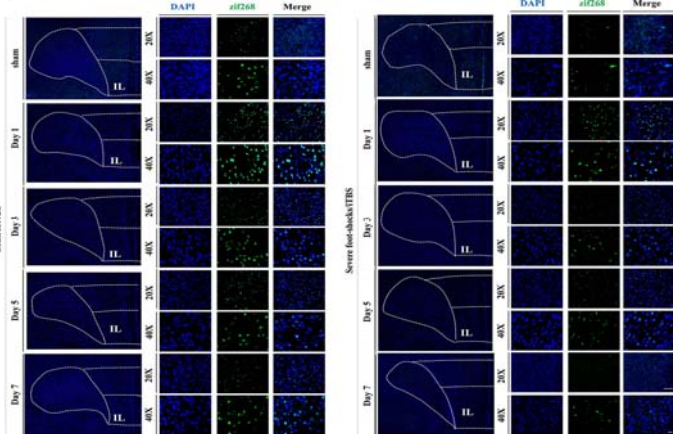 DAPI zif268 Merge
sham
IL
20X
40X
Day 1
IL
20X
40X
Day 3
IL
20X
40X
Day 5
IL
20X
40X
Day 7
IL
20X
40X
Severe foot-shocks/iTBS
DAPI zif268 Merge
sham
IL
20X
40X
Day 1
IL
20X
40X
Day 3
IL
20X
40X
Day 5
IL
20X
40X
Day 7
IL
20X
40X